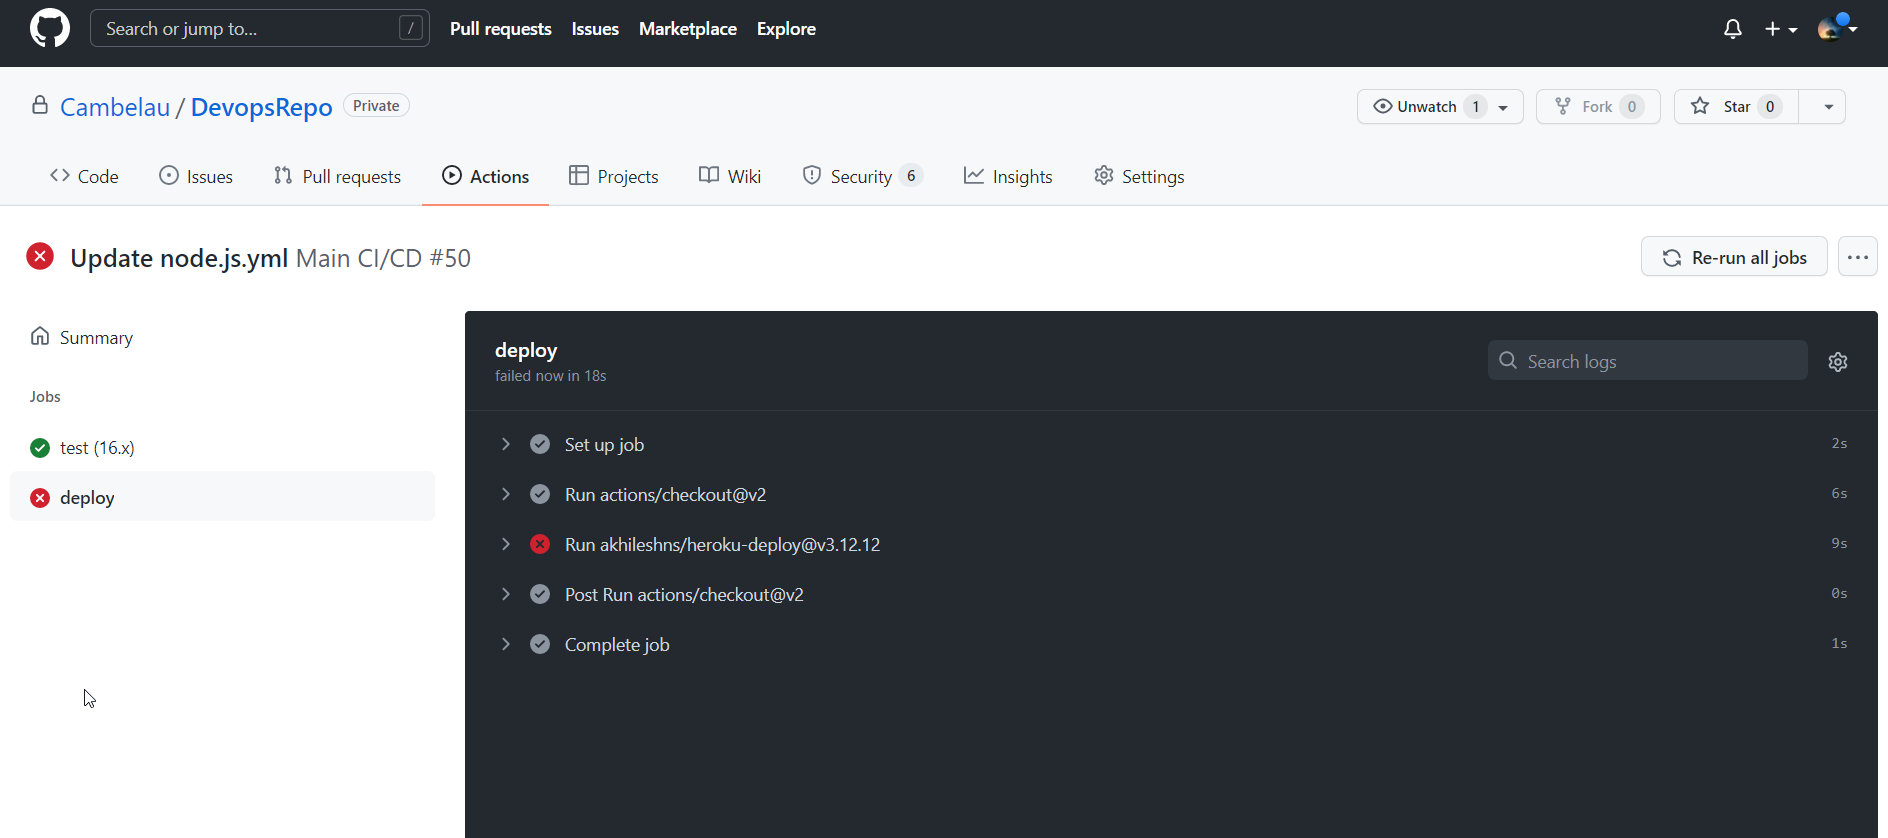 Search or jump to... / Pull requests Issues Marketplace Explore
Cambelau / DevopsRepo Private Unwatch 1 Fork 0 Star 0
Code Issues Pull requests Actions Projects Wiki Security 6 Insights Settings
Update node.js.yml Main CI/CD #50 Re-run all jobs ...
Summary
Jobs
test (16.x)
deploy
deploy
failed now in 18s
Search logs
Set up job 2s
Run actions/checkout@v2 6s
Run akhileshns/heroku-deploy@v3.12.12 9s
Post Run actions/checkout@v2 0s
Complete job 1s